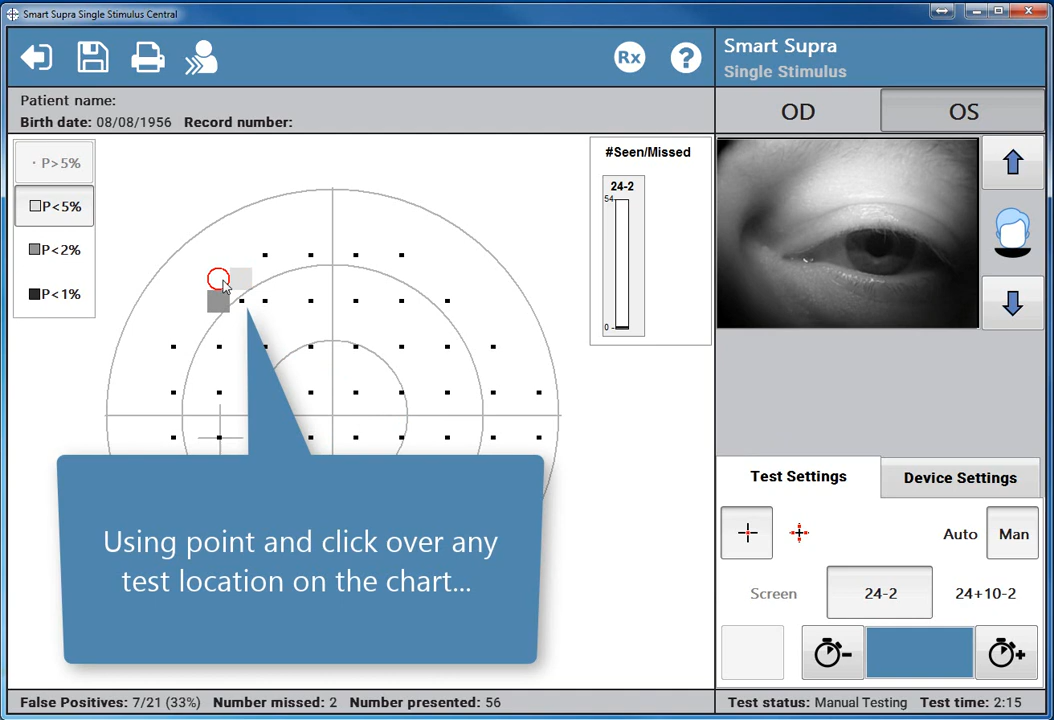 Smart Supra Single Stimulus Central
Rx
?
Smart Supra
Single Stimulus
Patient name:
Birth date: 08/08/1956 Record number:
OD
OS
P>5%
P<5%
P<2%
P<1%
#Seen/Missed
24-2
54
0
Using point and click over any
test location on the chart...
Test Settings
Device Settings
Auto
Man
Screen
24-2
24+10-2
False Positives: 7/21 (33%) Number missed: 2 Number presented: 56
Test status: Manual Testing Test time: 2:15